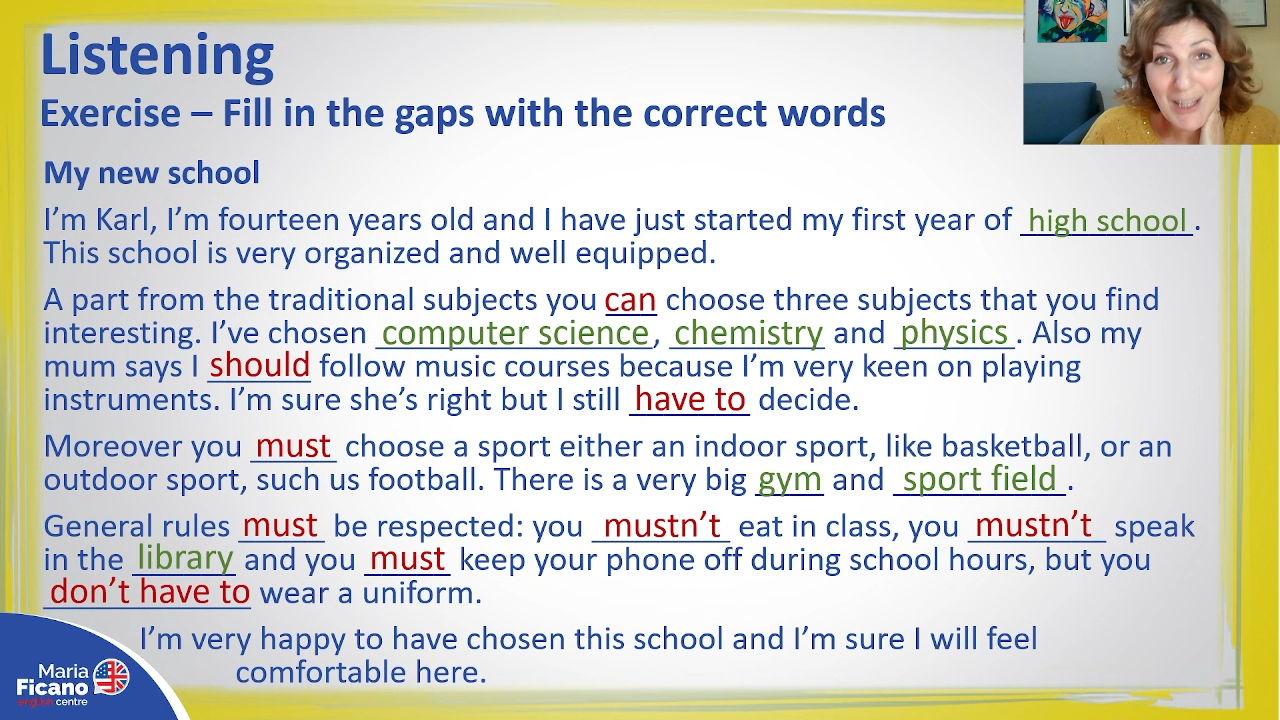 Listening
Exercise – Fill in the gaps with the correct words
My new school
I'm Karl, I'm fourteen years old and I have just started my first year of high school.
This school is very organized and well equipped.
A part from the traditional subjects you can choose three subjects that you find
interesting. I've chosen computer science, chemistry and physics. Also my
mum says I should follow music courses because I'm very keen on playing
instruments. I'm sure she's right but I still have to decide.
Moreover you must choose a sport either an indoor sport, like basketball, or an
outdoor sport, such us football. There is a very big gym and sport field.
General rules must be respected: you mustn't eat in class, you mustn't speak
in the library and you must keep your phone off during school hours, but you
don't have to wear a uniform.
I'm very happy to have chosen this school and I'm sure I will feel
comfortable here.
Maria
Ficano
english centre